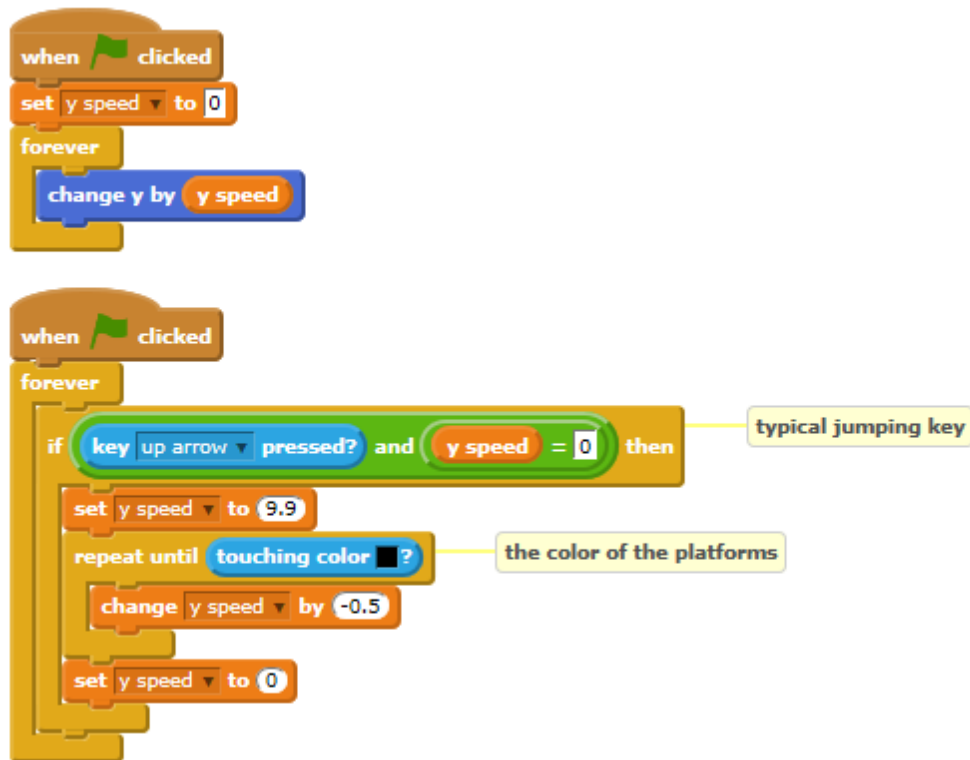 when clicked
set y speed to 0
forever
change y by y speed
when clicked
forever
if key up arrow pressed? and y speed = 0 then
typical jumping key
set y speed to 9.9
repeat until touching color ?
the color of the platforms
change y speed by -0.5
set y speed to 0